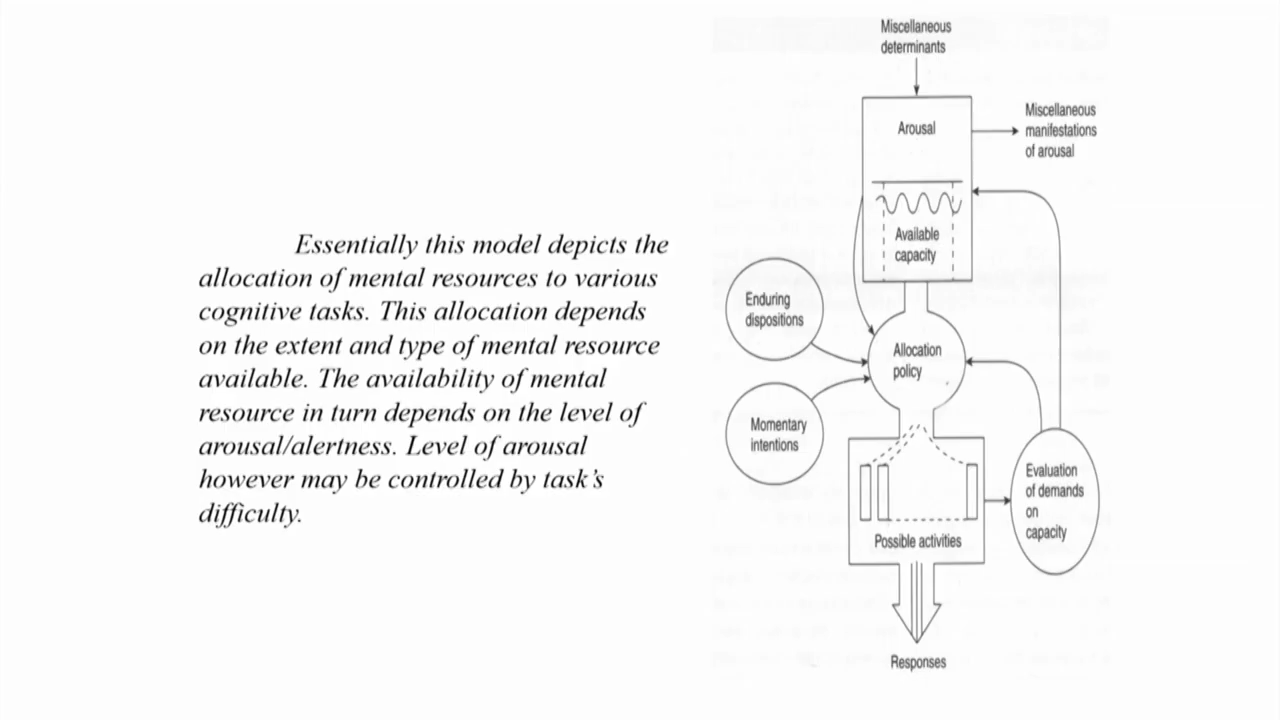 Essentially this model depicts the
allocation of mental resources to various
cognitive tasks. This allocation depends
on the extent and type of mental resource
available. The availability of mental
resource in turn depends on the level of
arousal/alertness. Level of arousal
however may be controlled by task's
difficulty.
Miscellaneous
determinants
Arousal
Miscellaneous
manifestations
of arousal
Available
capacity
Enduring
dispositions
Allocation
policy
Momentary
intentions
Evaluation
of demands
on
capacity
Possible activities
Responses